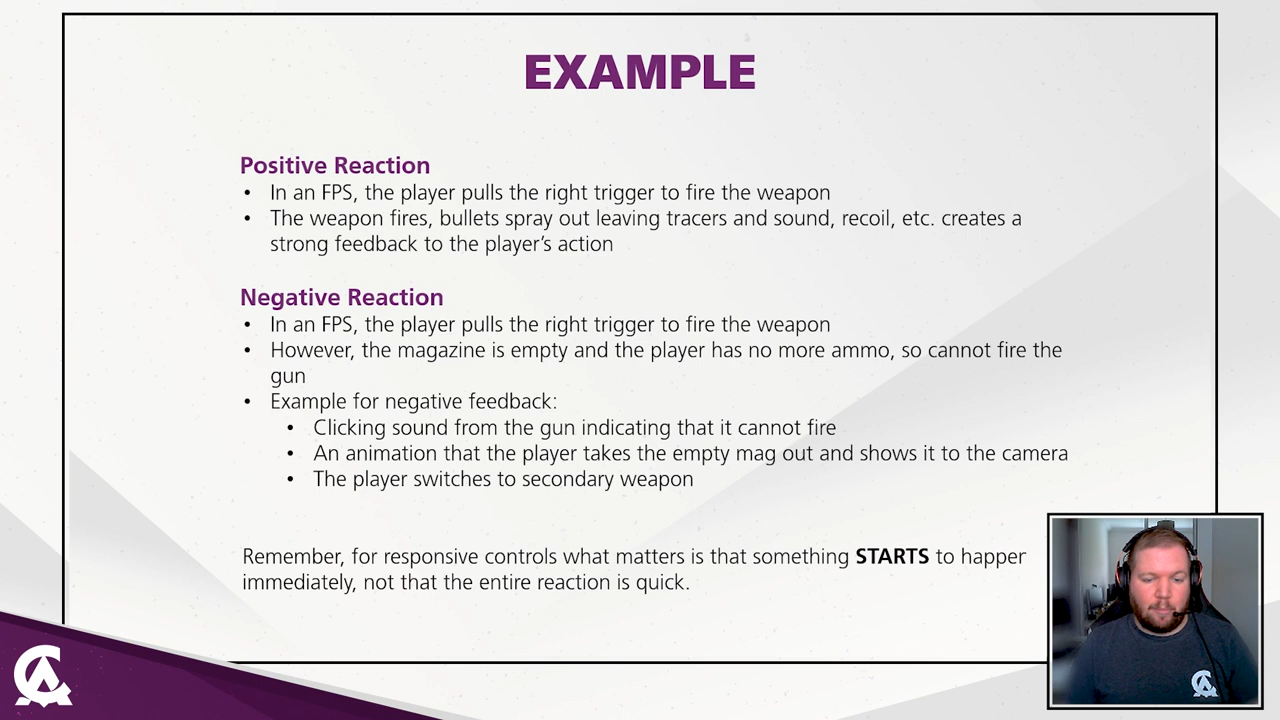 EXAMPLE
Positive Reaction
• In an FPS, the player pulls the right trigger to fire the weapon
• The weapon fires, bullets spray out leaving tracers and sound, recoil, etc. creates a
strong feedback to the player's action
Negative Reaction
• In an FPS, the player pulls the right trigger to fire the weapon
• However, the magazine is empty and the player has no more ammo, so cannot fire the
gun
• Example for negative feedback:
• Clicking sound from the gun indicating that it cannot fire
• An animation that the player takes the empty mag out and shows it to the camera
• The player switches to secondary weapon
Remember, for responsive controls what matters is that something STARTS to happer
immediately, not that the entire reaction is quick.